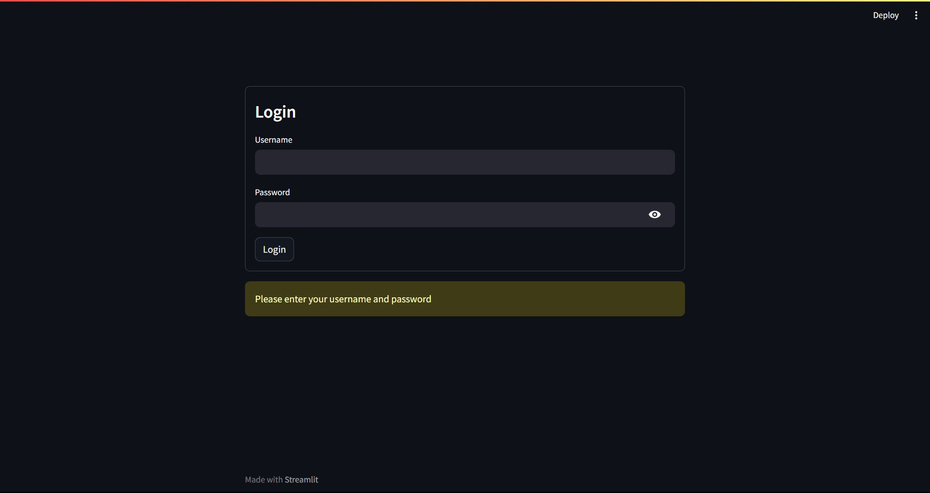 Deploy
Login
Username
Password
Login
Please enter your username and password
Made with Streamlit